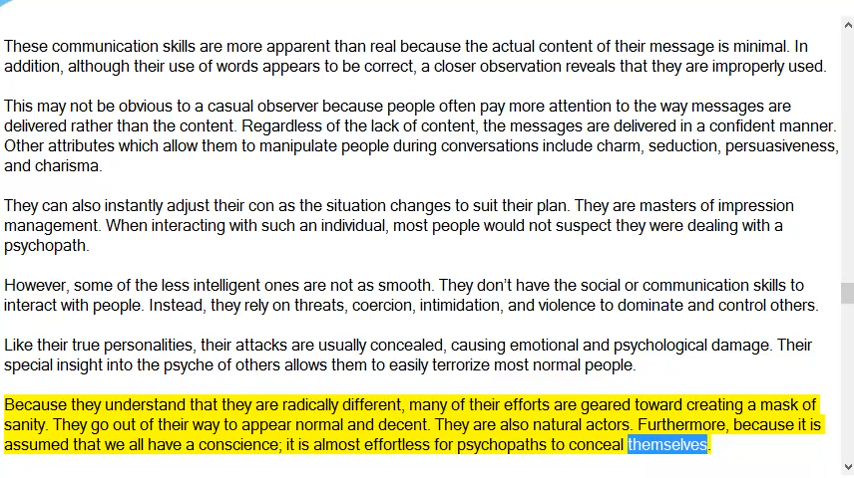 These communication skills are more apparent than real because the actual content of their message is minimal. In
addition, although their use of words appears to be correct, a closer observation reveals that they are improperly used.
This may not be obvious to a casual observer because people often pay more attention to the way messages are
delivered rather than the content. Regardless of the lack of content, the messages are delivered in a confident manner.
Other attributes which allow them to manipulate people during conversations include charm, seduction, persuasiveness,
and charisma.
They can also instantly adjust their con as the situation changes to suit their plan. They are masters of impression
management. When interacting with such an individual, most people would not suspect they were dealing with a
psychopath.
However, some of the less intelligent ones are not as smooth. They don’t have the social or communication skills to
interact with people. Instead, they rely on threats, coercion, intimidation, and violence to dominate and control others.
Like their true personalities, their attacks are usually concealed, causing emotional and psychological damage. Their
special insight into the psyche of others allows them to easily terrorize most normal people.
Because they understand that they are radically different, many of their efforts are geared toward creating a mask of
sanity. They go out of their way to appear normal and decent. They are also natural actors. Furthermore, because it is
assumed that we all have a conscience; it is almost effortless for psychopaths to conceal themselves.